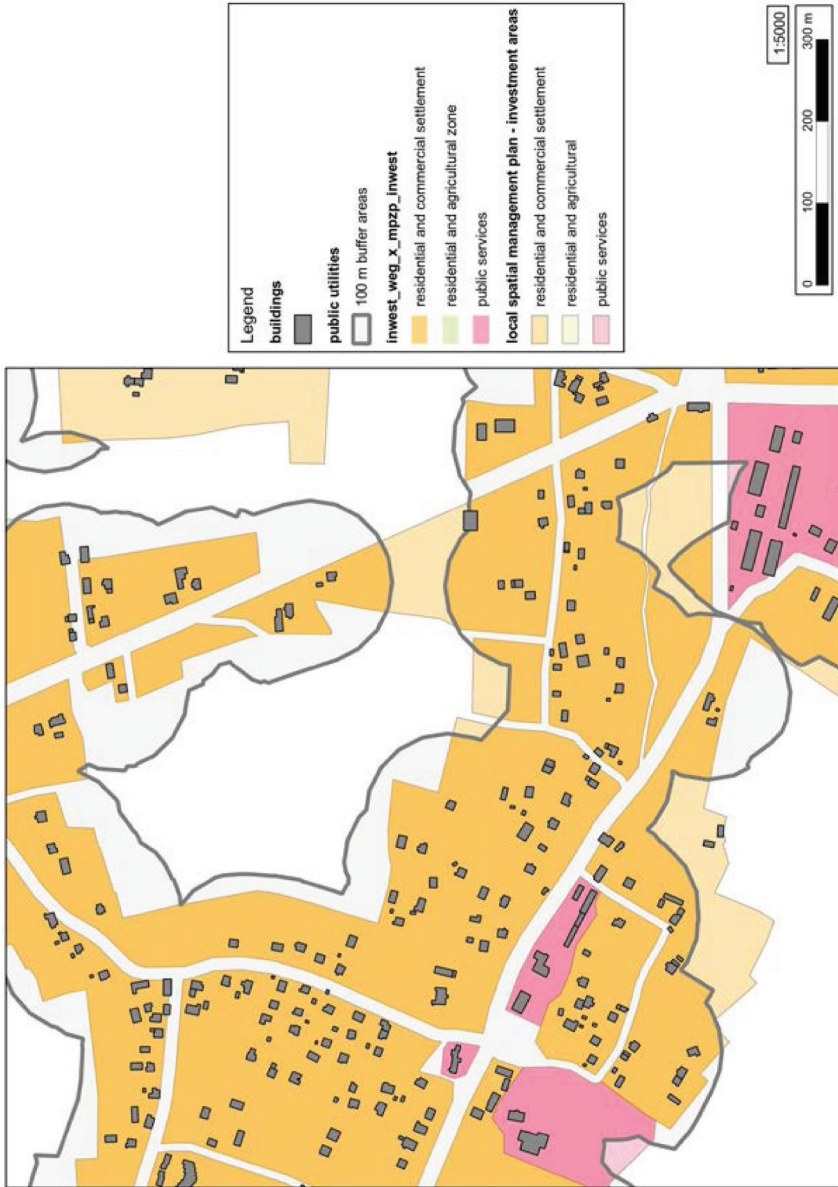 Legend
buildings
public utilities
100 m buffer areas
inwest_weg_x_mpzp_inwest
residential and commercial settlement
residential and agricultural zone
public services
local spatial management plan - investment areas
residential and commercial settlement
residential and agricultural
public services
1:5000
0 100 200 300 m